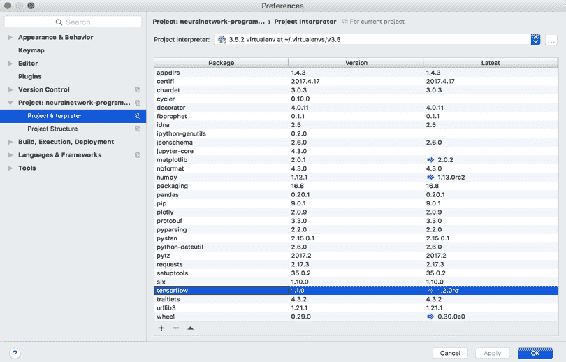 Preferences
Search
Appearance & Behavior
Keymap
Editor
Plugins
Version Control
Project: neuralnetwork-program...
Project Interpreter
Project Structure
Build, Execution, Deployment
Languages & Frameworks
Tools
Project: neuralnetwork-program... › Project Interpreter For current project
Project Interpreter: 3.5.2 virtualenv at ~/.virtualenvs/v3.5
Package Version Latest
appdirs 1.4.3 1.4.3
certifi 2017.4.17 2017.4.17
chardet 3.0.3 3.0.3
cycler 0.10.0
decorator 4.0.11 4.0.11
fbprophet 0.1.1 0.1.1
idna 2.5 2.5
ipython-genutils 0.2.0
jsonschema 2.6.0 2.6.0
jupyter-core 4.3.0
matplotlib 2.0.1 2.0.2
nbformat 4.3.0 4.3.0
numpy 1.12.1 1.13.0rc2
packaging 16.8 16.8
pandas 0.20.1 0.20.1
pip 9.0.1 9.0.1
plotly 2.0.9 2.0.9
protobuf 3.3.0 3.3.0
pyparsing 2.2.0 2.2.0
pystan 2.15.0.1 2.15.0.1
python-dateutil 2.6.0 2.6.0
pytz 2017.2 2017.2
requests 2.17.3 2.17.3
setuptools 35.0.2 35.0.2
six 1.10.0 1.10.0
tensorflow 1.1.0
traitlets 4.3.2 4.3.2
urllib3 1.21.1 1.21.1
wheel 0.29.0 0.30.0a0
Cancel Apply OK